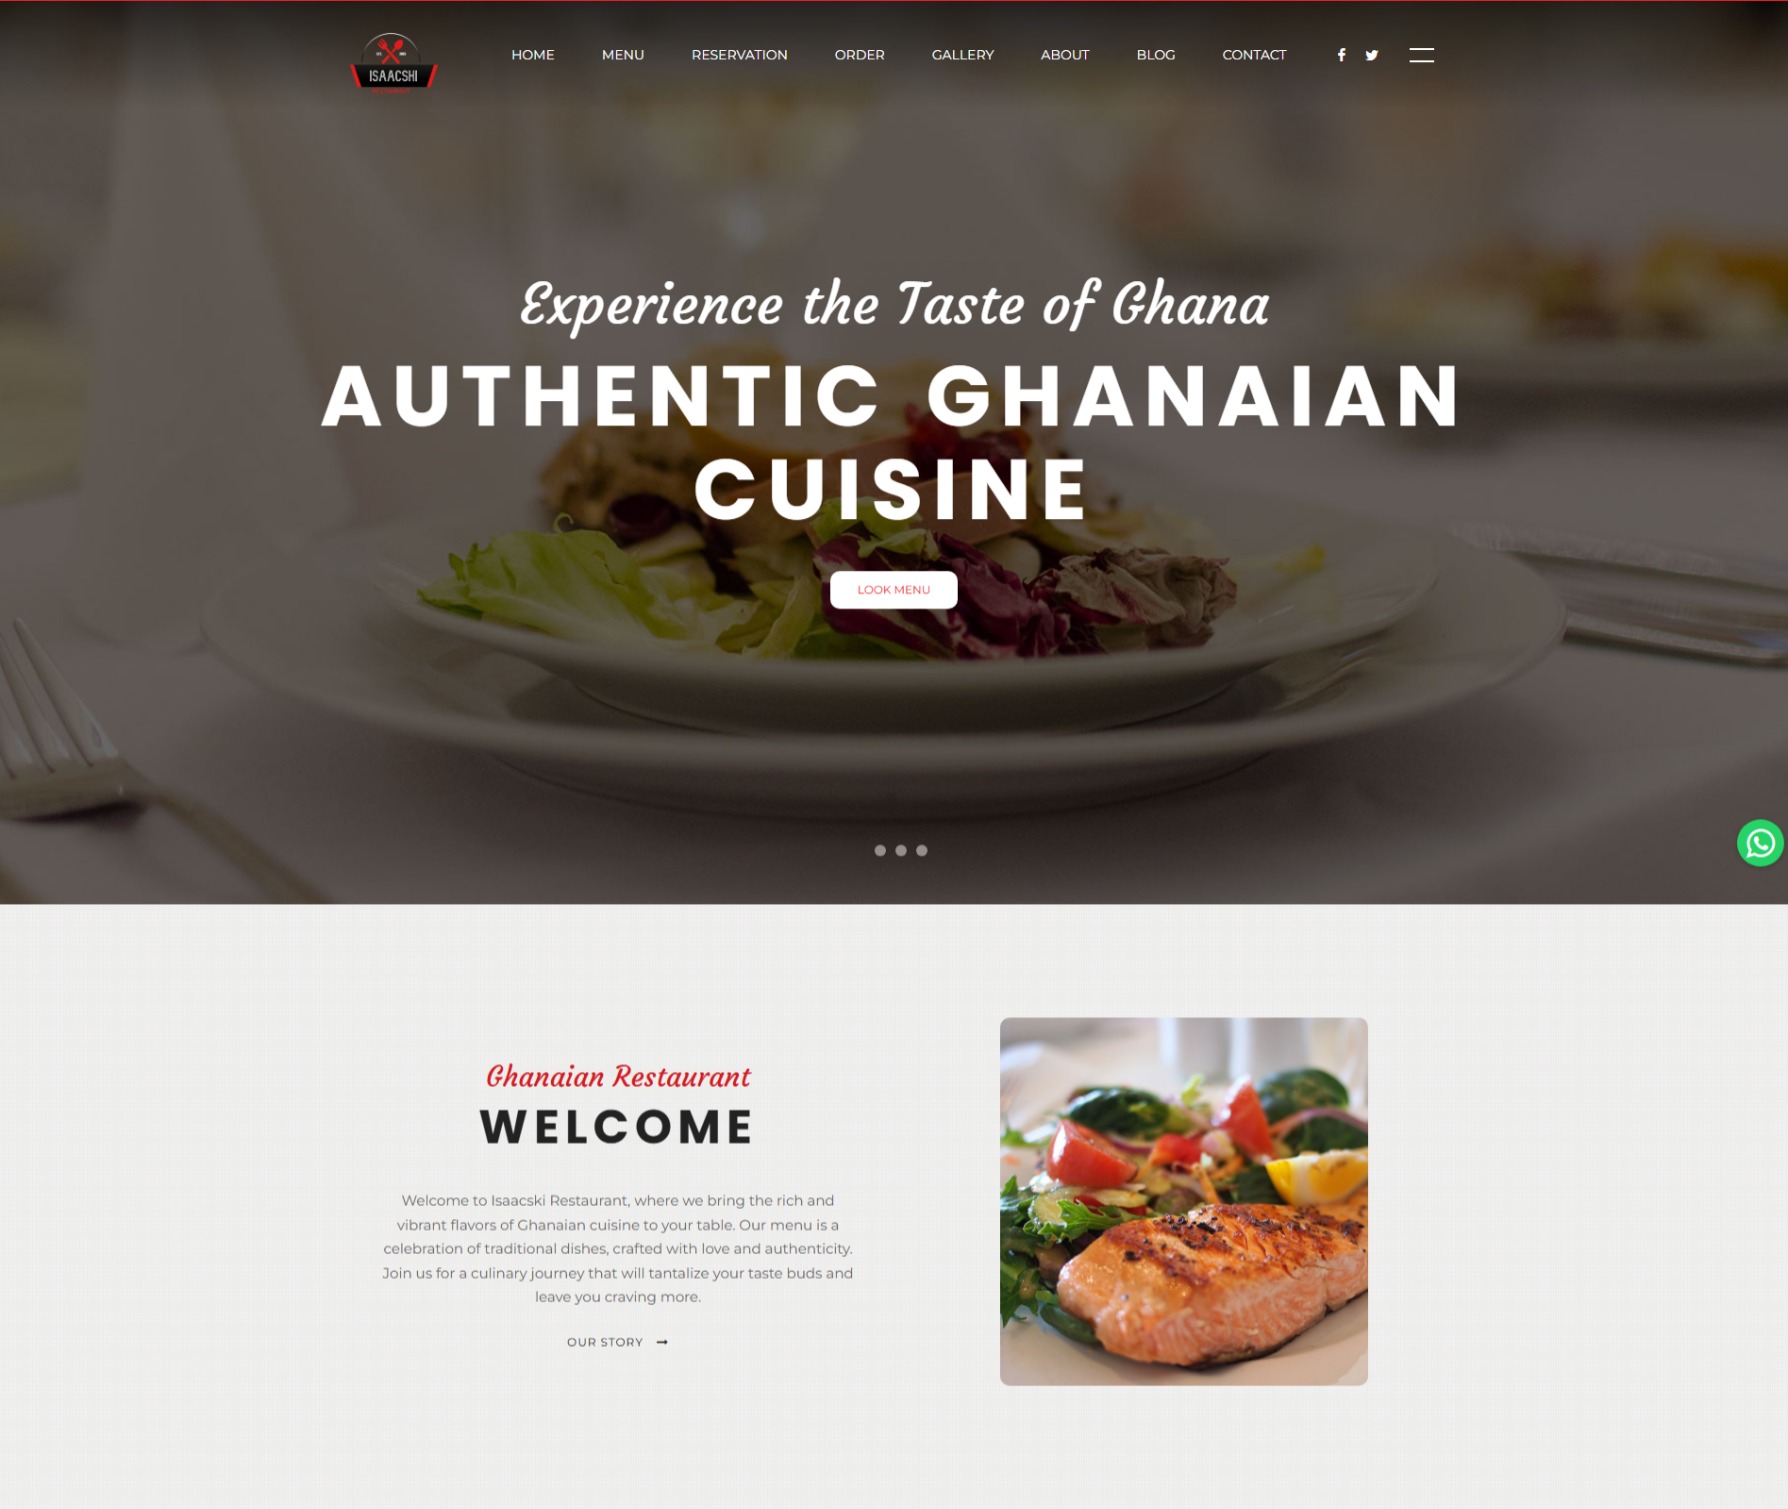 ISAACSHI
HOME MENU RESERVATION ORDER GALLERY ABOUT BLOG CONTACT
Experience the Taste of Ghana
AUTHENTIC GHANAIAN
CUISINE
LOOK MENU
Ghanaian Restaurant
WELCOME
Welcome to Isaacski Restaurant, where we bring the rich and
vibrant flavors of Ghanaian cuisine to your table. Our menu is a
celebration of traditional dishes, crafted with love and authenticity.
Join us for a culinary journey that will tantalize your taste buds and
leave you craving more.
OUR STORY